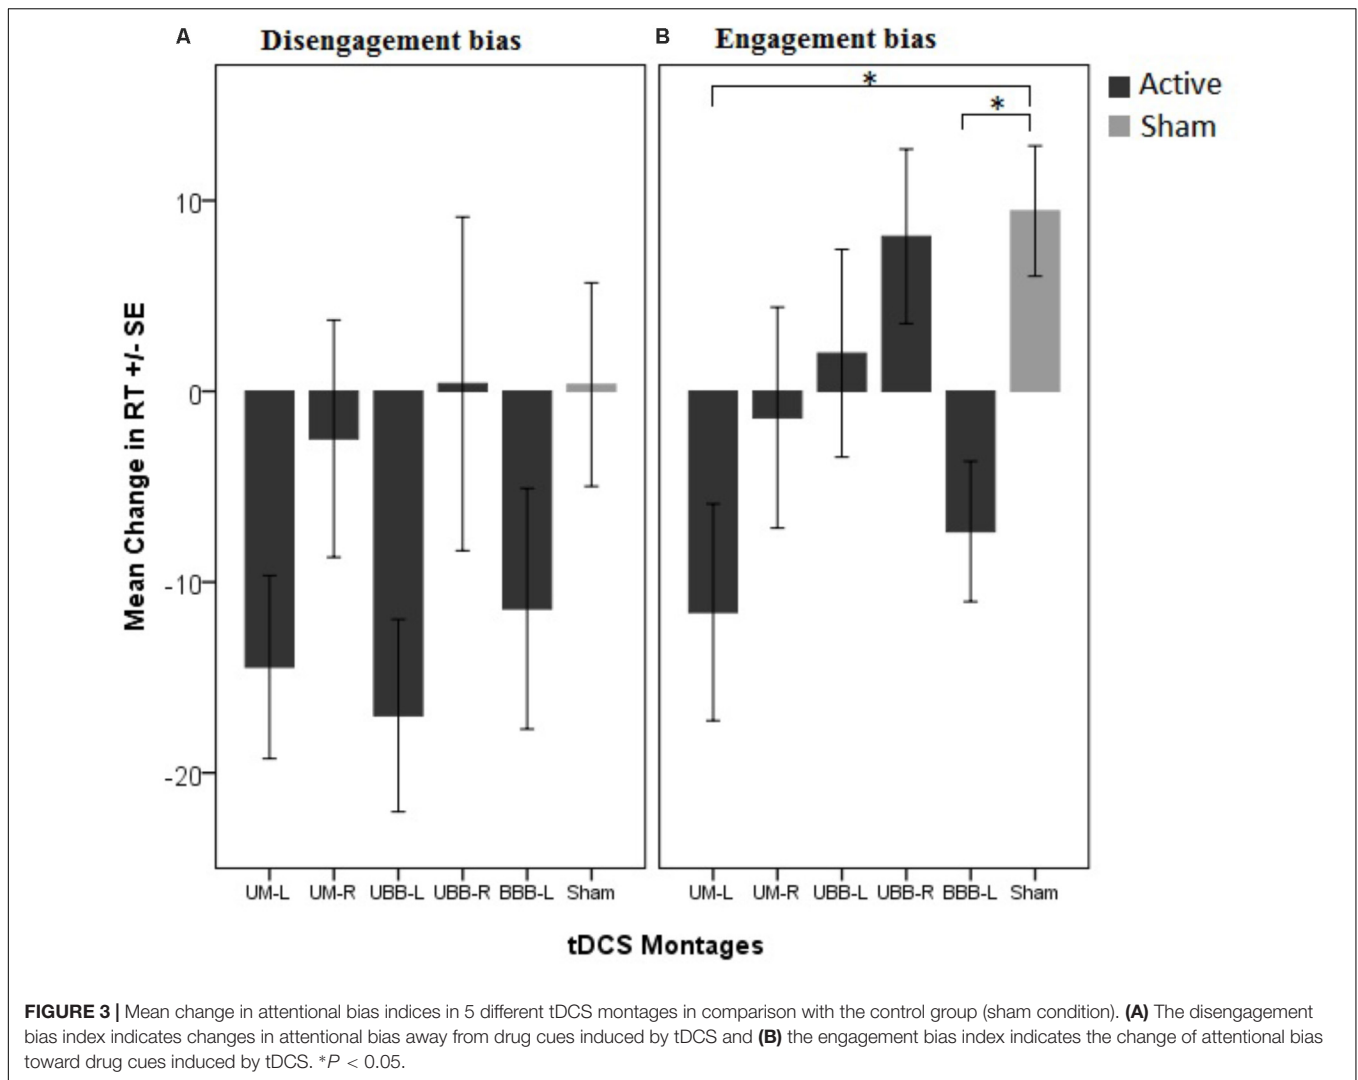 A Disengagement bias
B Engagement bias
Active
Sham
*
*
Mean Change in RT +/- SE
10
0
-10
-20
UM-L UM-R UBB-L UBB-R BBB-L Sham
UM-L UM-R UBB-L UBB-R BBB-L Sham
tDCS Montages
FIGURE 3 | Mean change in attentional bias indices in 5 different tDCS montages in comparison with the control group (sham condition). (A) The disengagement
bias index indicates changes in attentional bias away from drug cues induced by tDCS and (B) the engagement bias index indicates the change of attentional bias
toward drug cues induced by tDCS. *P < 0.05.